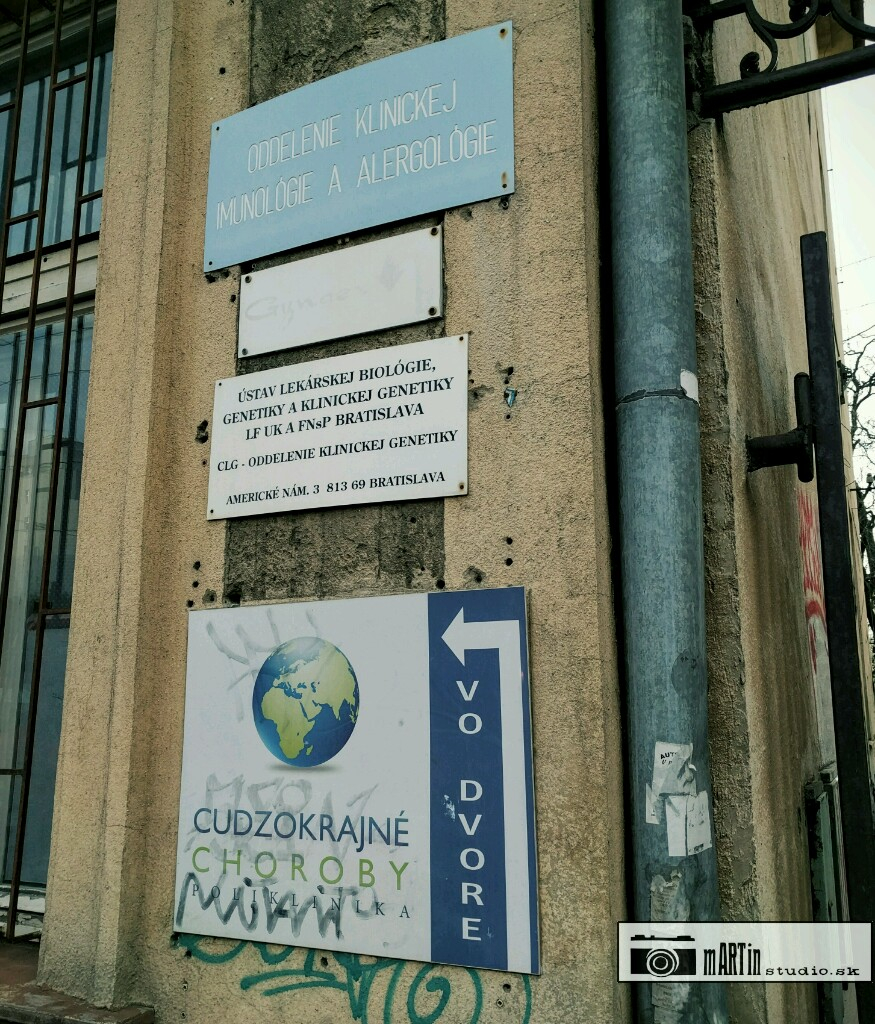 ODDELENIE KLINICKEJ
IMUNOLÓGIE A ALERGOLÓGIE
ÚSTAV LEKÁRSKEJ BIOLÓGIE,
GENETIKY A KLINICKEJ GENETIKY
LF UK A FNsP BRATISLAVA
CLG - ODDELENIE KLINICKEJ GENETIKY
AMERICKÉ NÁM. 3 813 69 BRATISLAVA
CUDZOKRAJNÉ
CHOROBY
POLIKLINIKA
VO DVORE
mARTin studio.sk